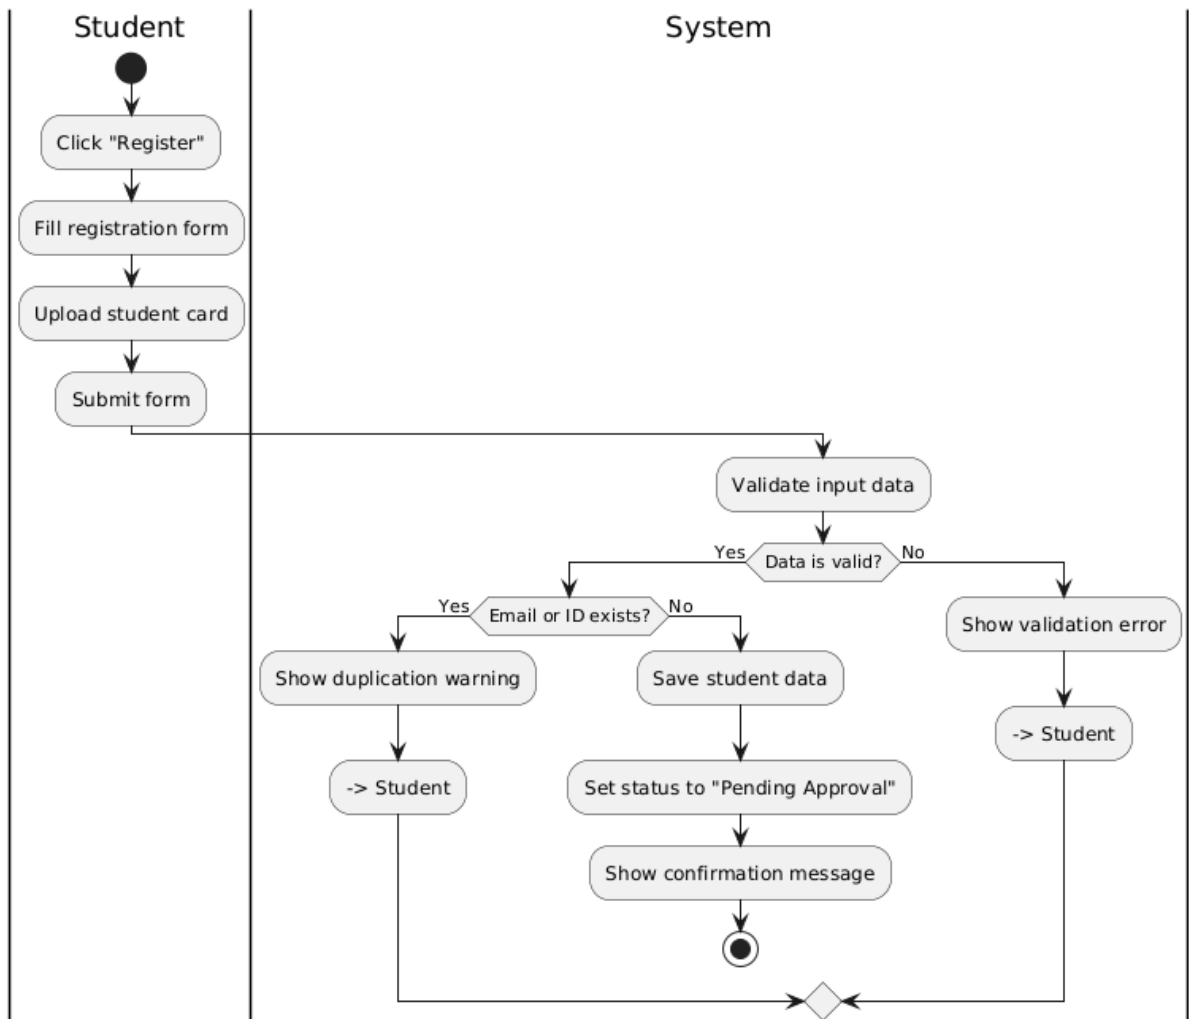 Student
System
Click "Register"
Fill registration form
Upload student card
Submit form
Validate input data
Yes
Data is valid?
No
Yes
Email or ID exists?
No
Show validation error
Show duplication warning
Save student data
-> Student
-> Student
Set status to "Pending Approval"
Show confirmation message